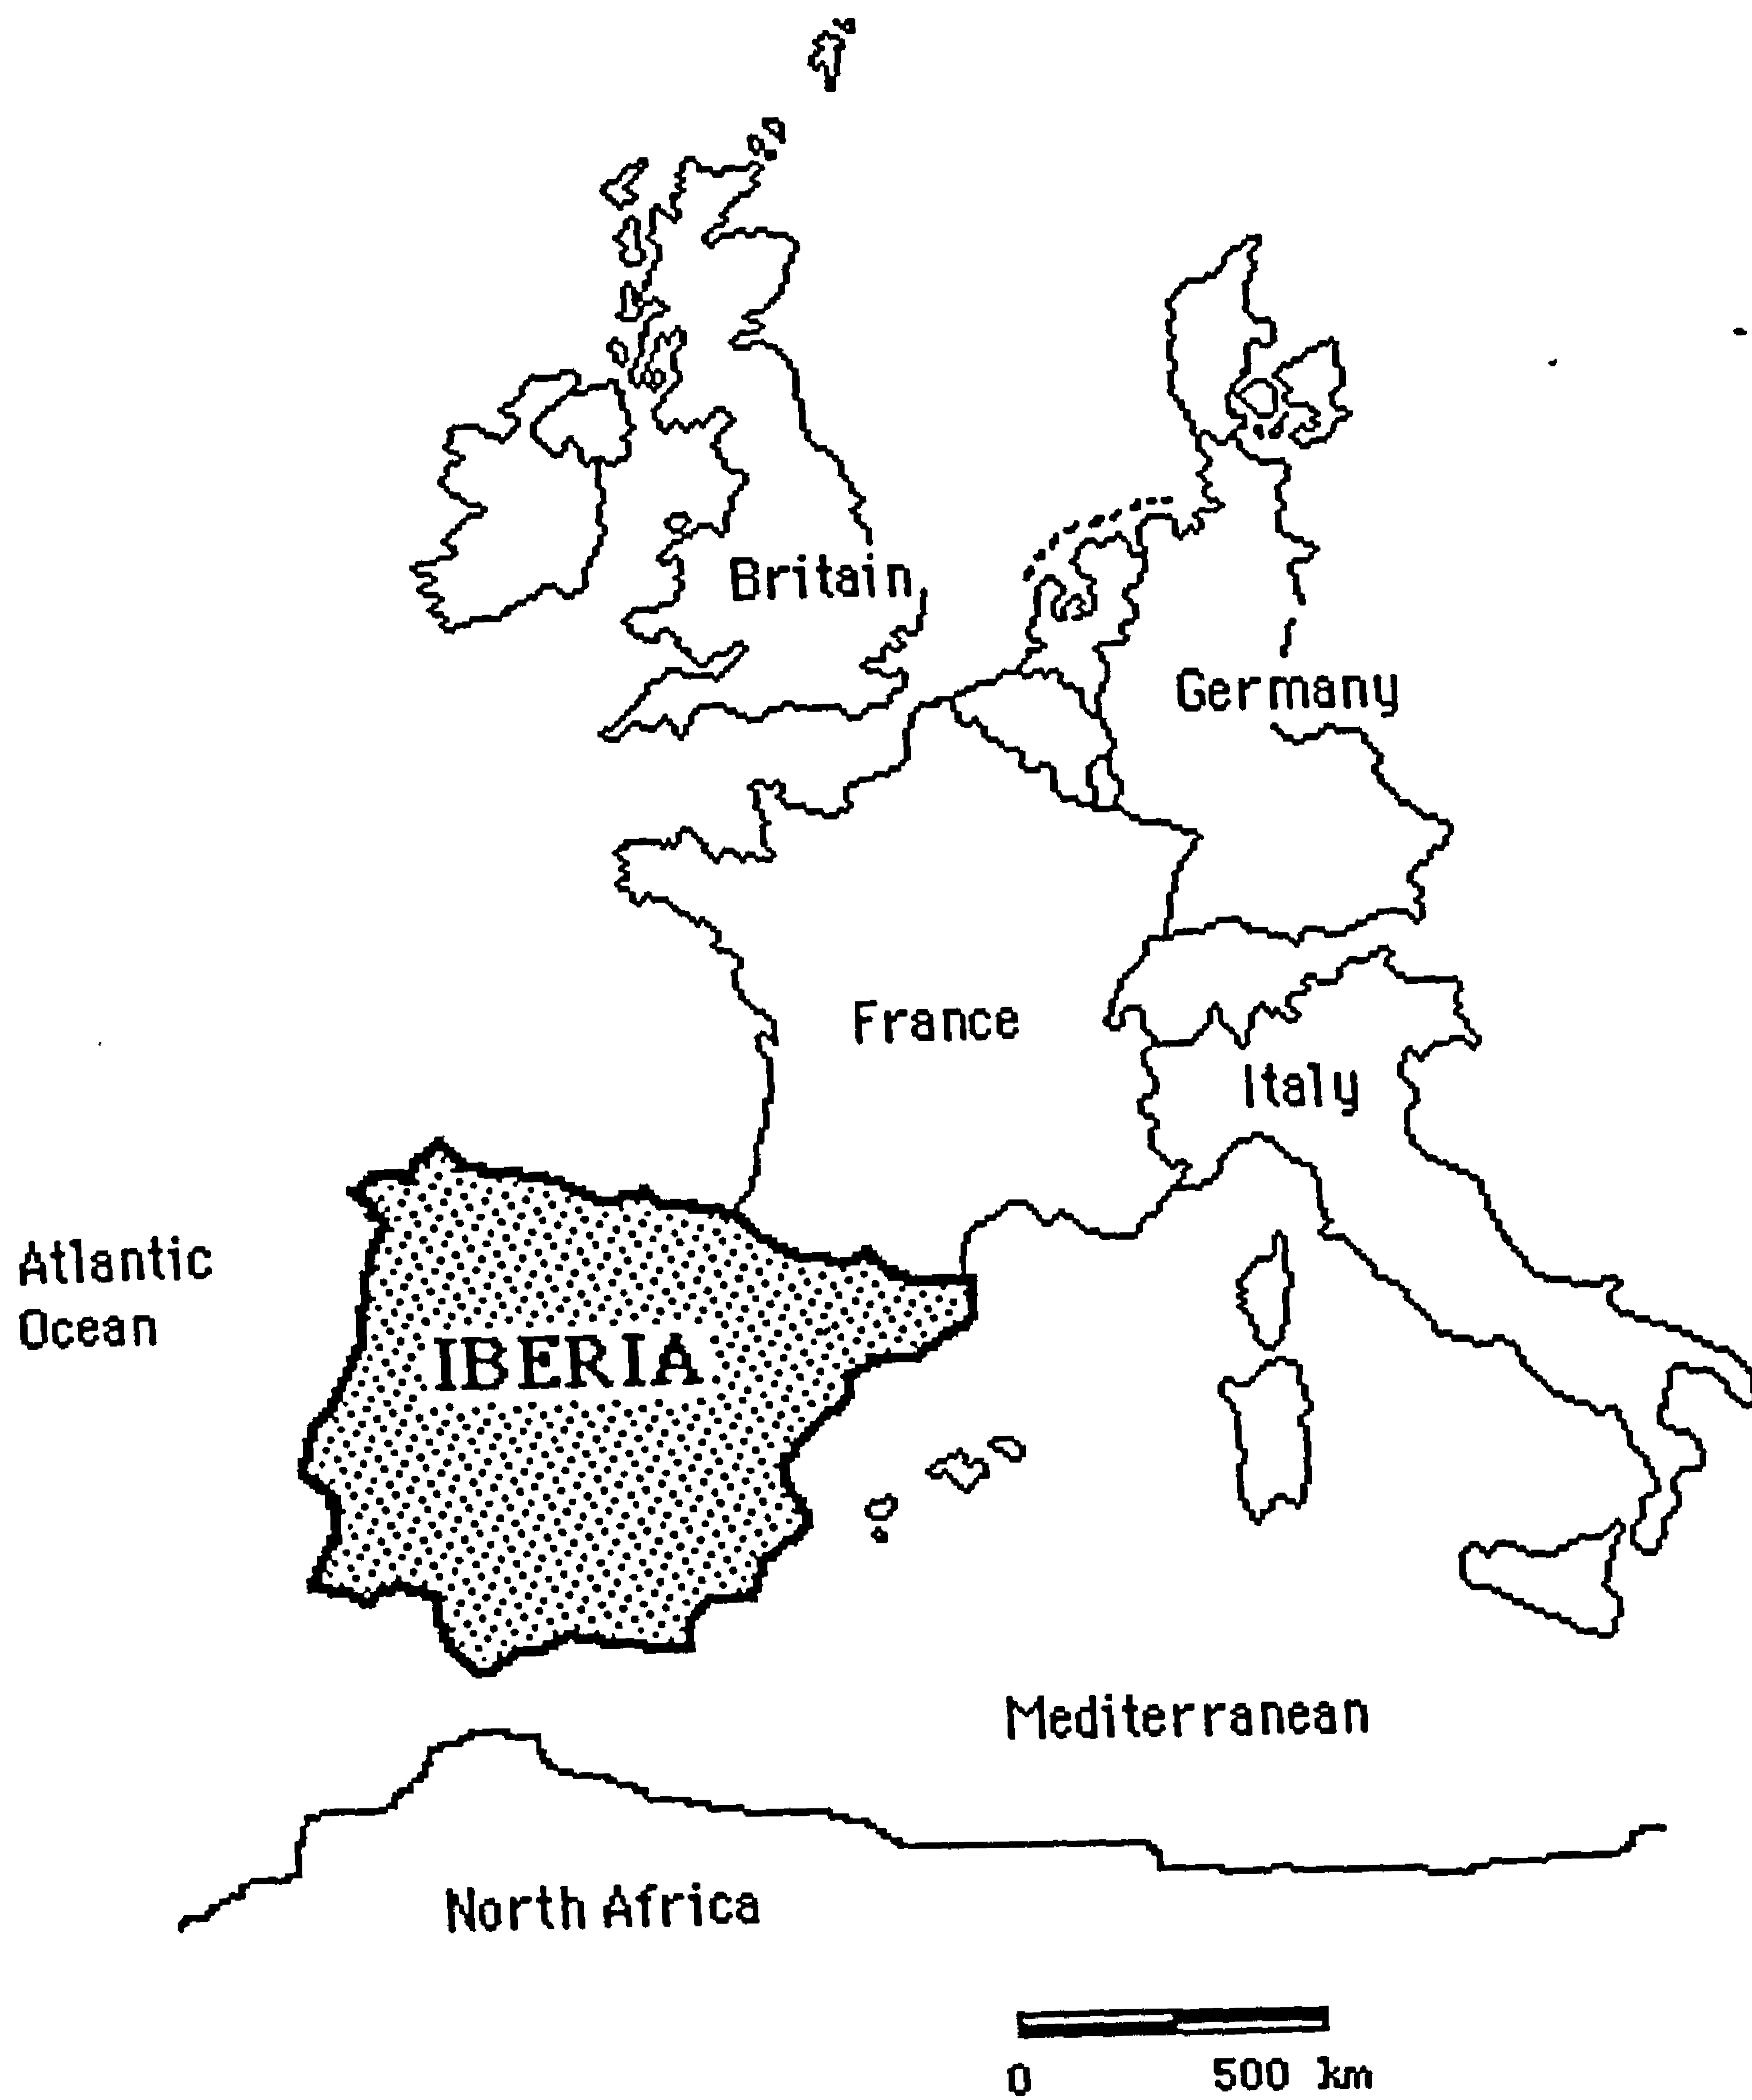 Britain
Germany
France
Italy
Atlantic
Ocean
IBERIA
Mediterranean
North Africa
0 500 km